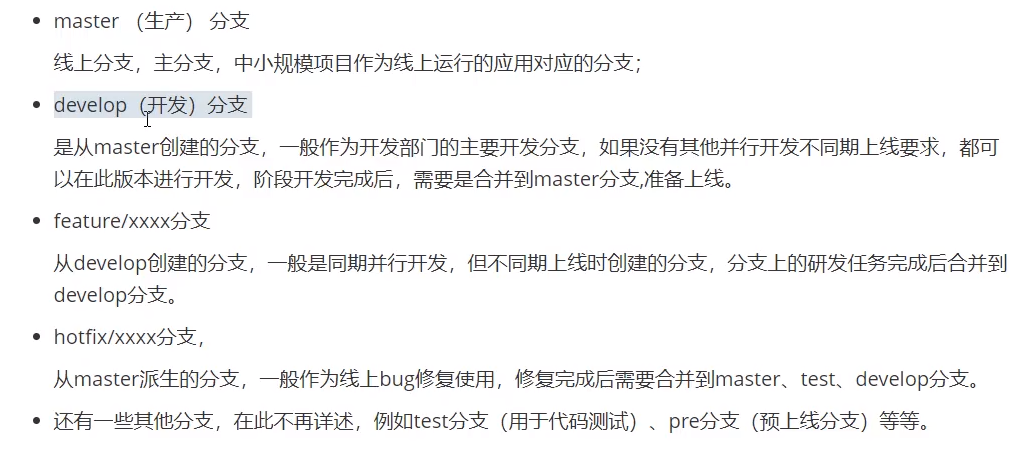 master （生产） 分支
线上分支，主分支，中小规模项目作为线上运行的应用对应的分支；
develop（开发）分支
是从master创建的分支，一般作为开发部门的主要开发分支，如果没有其他并行开发不同期上线要求，都可
以在此版本进行开发，阶段开发完成后，需要是合并到master分支,准备上线。
feature/xxxx分支
从develop创建的分支，一般是同期并行开发，但不同期上线时创建的分支，分支上的研发任务完成后合并到
develop分支。
hotfix/xxxx分支，
从master派生的分支，一般作为线上bug修复使用，修复完成后需要合并到master、test、develop分支。
还有一些其他分支，在此不再详述，例如test分支（用于代码测试）、pre分支（预上线分支）等等。